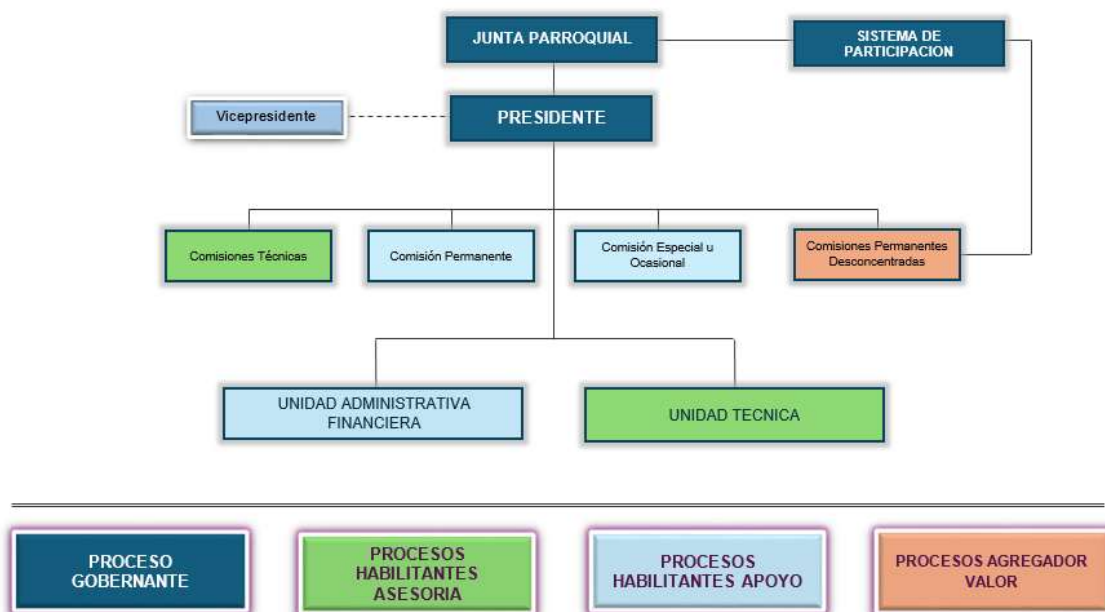 JUNTA PARROQUIAL
SISTEMA DE
PARTICIPACION
Vicepresidente
PRESIDENTE
Comisiones Técnicas
Comisión Permanente
Comisión Especial u
Ocasional
Comisiones Permanentes
Desconcentradas
UNIDAD ADMINISTRATIVA
FINANCIERA
UNIDAD TECNICA
PROCESO
GOBERNANTE
PROCESOS
HABILITANTES
ASESORIA
PROCESOS
HABILITANTES APOYO
PROCESOS AGREGADOR
VALOR